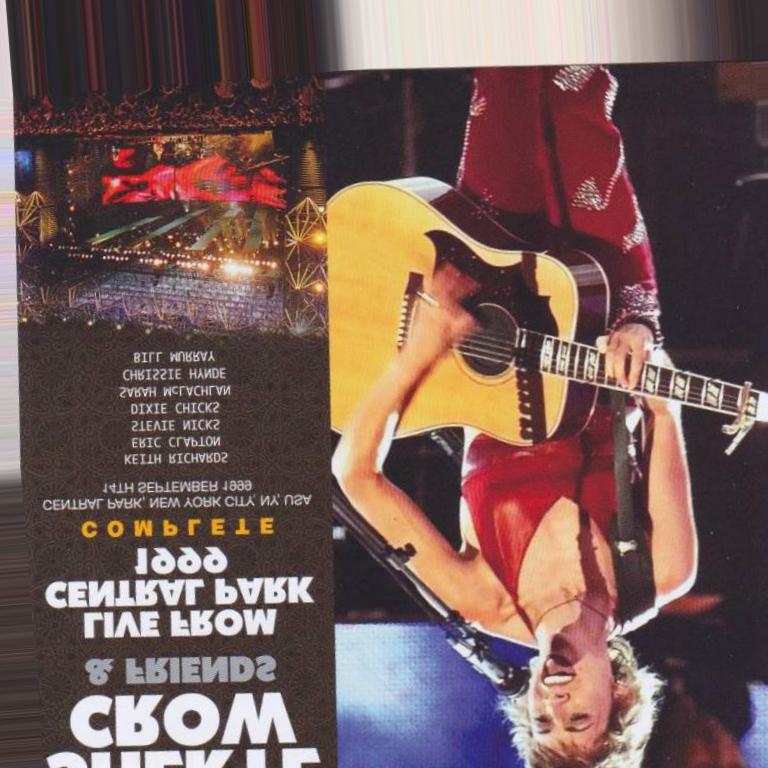 SHERYL
CROW
& FRIENDS
LIVE FROM
CENTRAL PARK
1999
COMPLETE
CENTRAL PARK, NEW YORK CITY, NY, USA
14TH SEPTEMBER 1999
KEITH RICHARDS
ERIC CLAPTON
STEVIE NICKS
DIXIE CHICKS
SARAH McLACHLAN
CHRISSIE HYNDE
BILL MURRAY